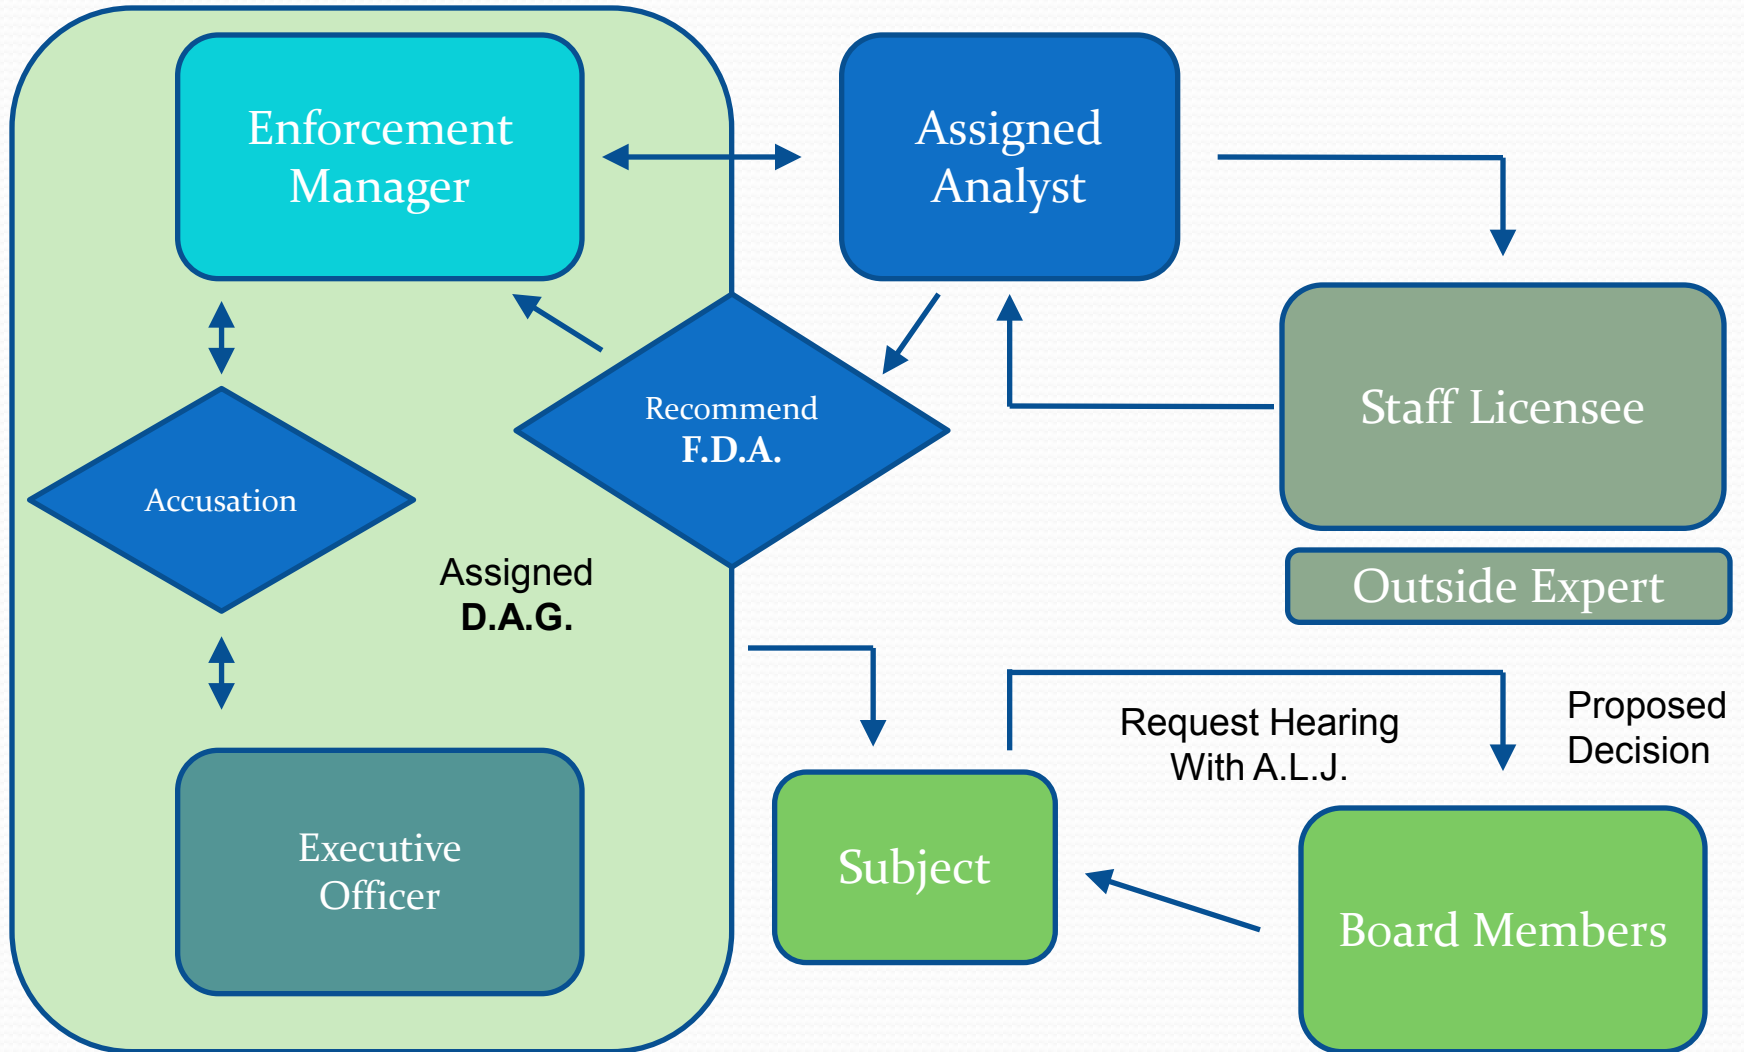 Enforcement
Manager
Assigned
Analyst
Recommend
F.D.A.
Staff Licensee
Accusation
Assigned
D.A.G.
Outside Expert
Request Hearing
With A.L.J.
Proposed
Decision
Executive
Officer
Subject
Board Members